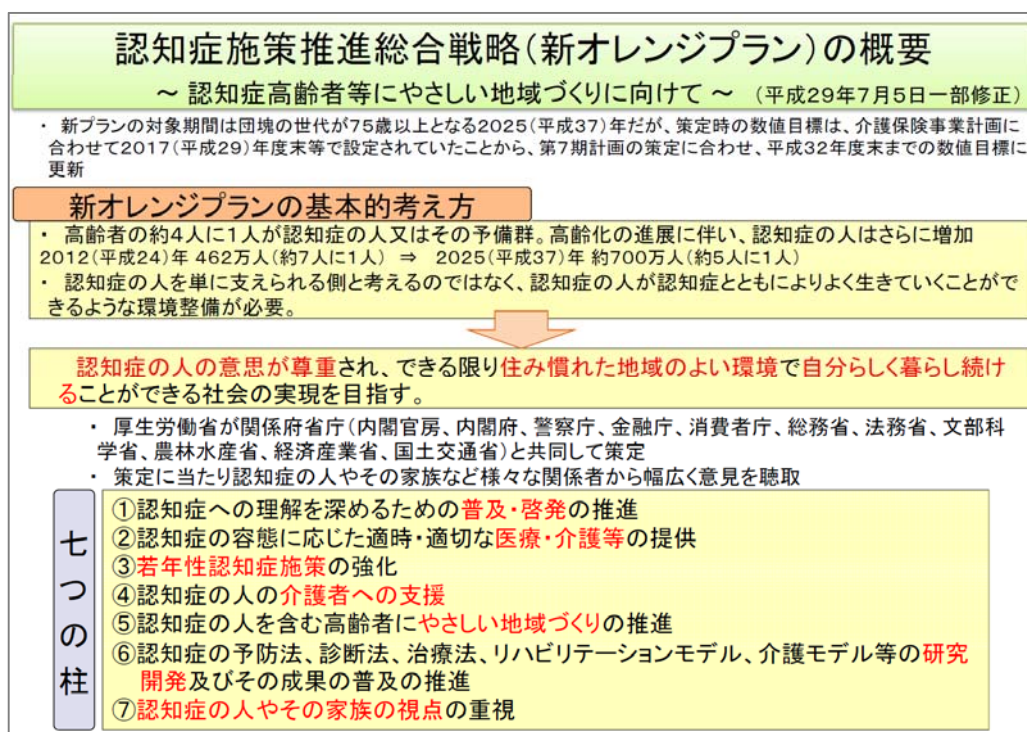 認知症施策推進総合戦略(新オレンジプラン)の概要
~ 認知症高齢者等にやさしい地域づくりに向けて ~ (平成29年7月5日一部修正)
・ 新プランの対象期間は団塊の世代が75歳以上となる2025(平成37)年だが、策定時の数値目標は、介護保険事業計画に
合わせて2017(平成29)年度末等で設定されていたことから、第7期計画の策定に合わせ、平成32年度末までの数値目標に
更新
新オレンジプランの基本的考え方
・ 高齢者の約4人に1人が認知症の人又はその予備群。高齢化の進展に伴い、認知症の人はさらに増加
2012(平成24)年 462万人(約7人に1人) ⇒ 2025(平成37)年 約700万人(約5人に1人)
・ 認知症の人を単に支えられる側と考えるのではなく、認知症の人が認知症とともによりよく生きていくことがで
きるような環境整備が必要。
認知症の人の意思が尊重され、できる限り住み慣れた地域のよい環境で自分らしく暮らし続け
ることができる社会の実現を目指す。
・ 厚生労働省が関係府省庁(内閣官房、内閣府、警察庁、金融庁、消費者庁、総務省、法務省、文部科
学省、農林水産省、経済産業省、国土交通省)と共同して策定
・ 策定に当たり認知症の人やその家族など様々な関係者から幅広く意見を聴取
七つの柱
①認知症への理解を深めるための普及・啓発の推進
②認知症の容態に応じた適時・適切な医療・介護等の提供
③若年性認知症施策の強化
④認知症の人の介護者への支援
⑤認知症の人を含む高齢者にやさしい地域づくりの推進
⑥認知症の予防法、診断法、治療法、リハビリテーションモデル、介護モデル等の研究
開発及びその成果の普及の推進
⑦認知症の人やその家族の視点の重視